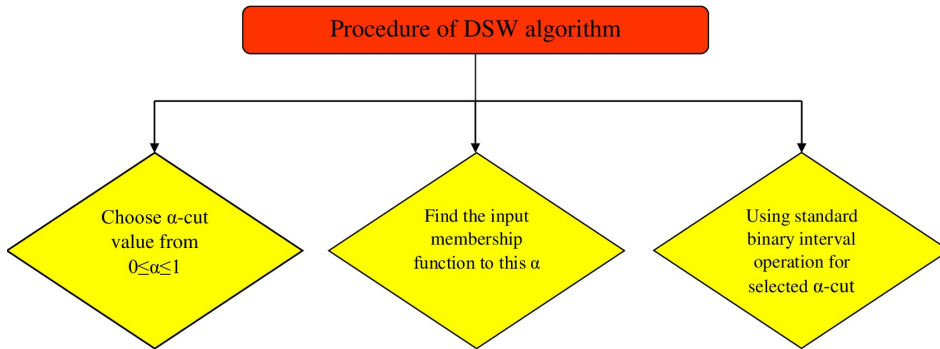 Procedure of DSW algorithm
Choose α-cut
value from
0≤α≤1
Find the input
membership
function to this α
Using standard
binary interval
operation for
selected α-cut